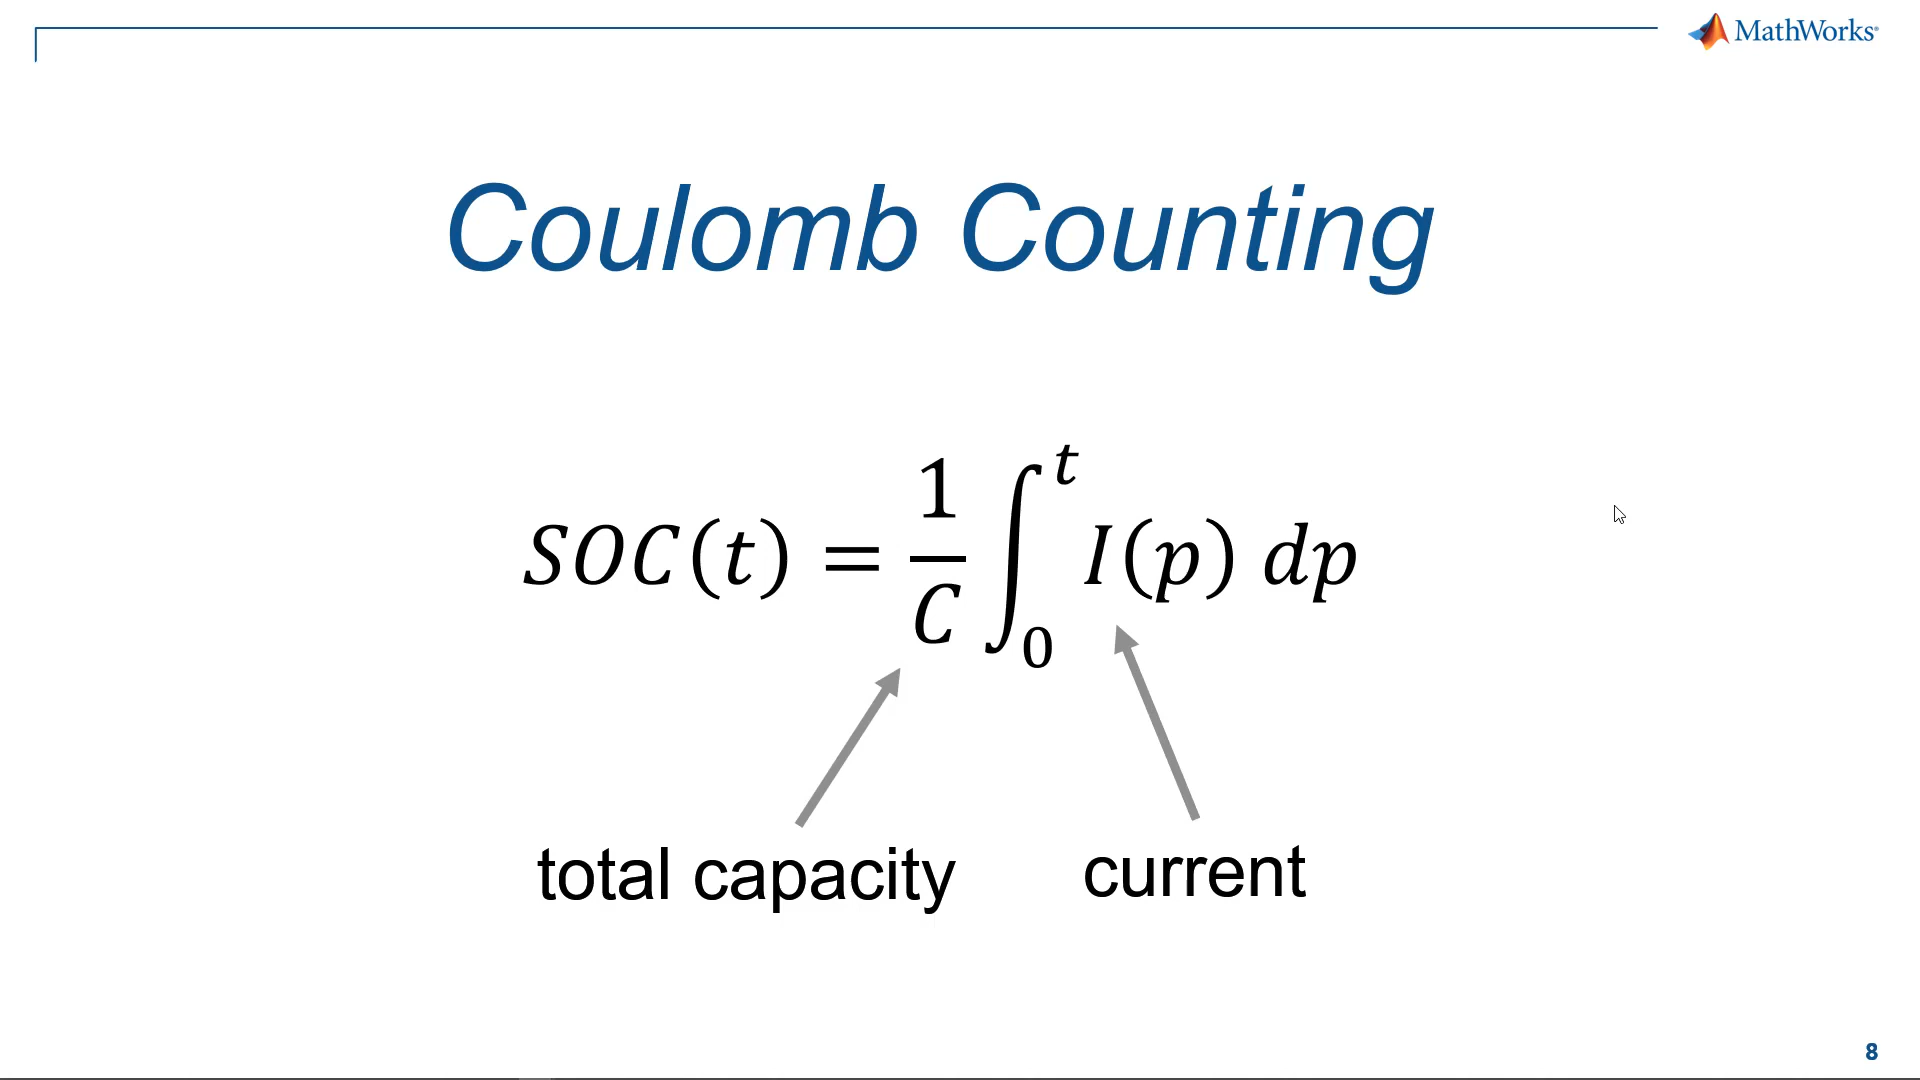 MathWorks®
Coulomb Counting
SOC(t) = 1/C ∫₀ᵗ I(p) dp
total capacity
current
8